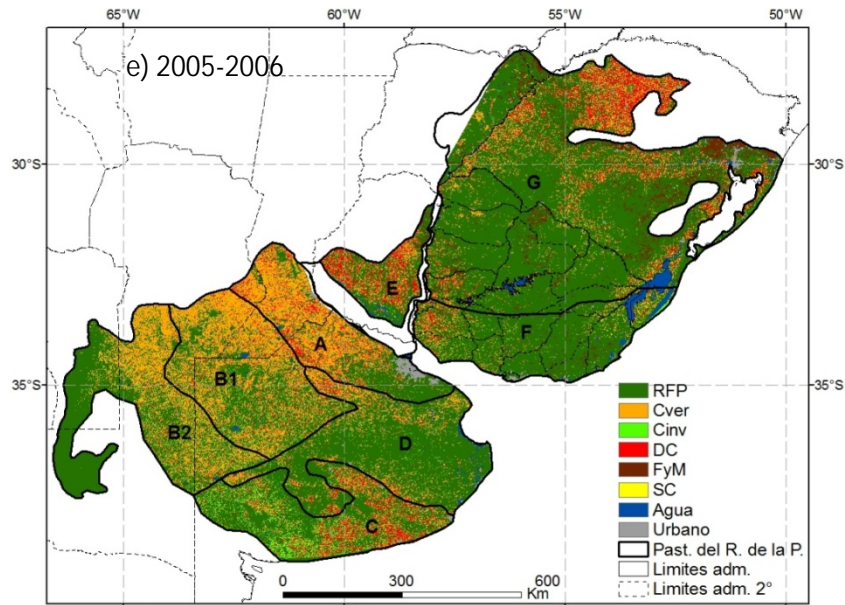 65°W 60°W 55°W 50°W
e) 2005-2006
30°S 30°S
G
E
A
F
35°S 35°S
B1
B2
D
C
RFP
Cver
Cinv
DC
FyM
SC
Agua
Urbano
Past. del R. de la P.
Limites adm.
Limites adm. 2°
0 300 600
Km